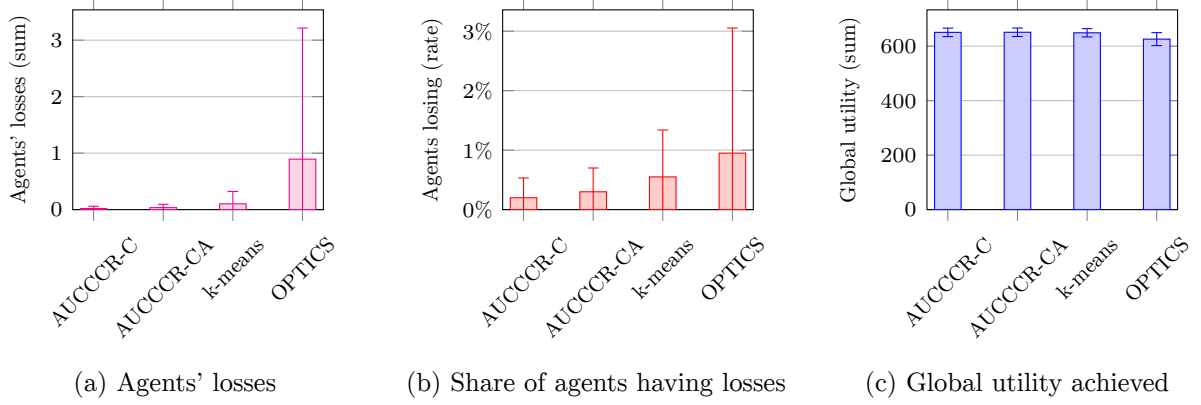 Agents' losses (sum)
3
2
1
0
AUCCCR-C
AUCCCR-CA
k-means
OPTICS
(a) Agents' losses
Agents losing (rate)
3%
2%
1%
0%
AUCCCR-C
AUCCCR-CA
k-means
OPTICS
(b) Share of agents having losses
Global utility (sum)
600
400
200
0
AUCCCR-C
AUCCCR-CA
k-means
OPTICS
(c) Global utility achieved